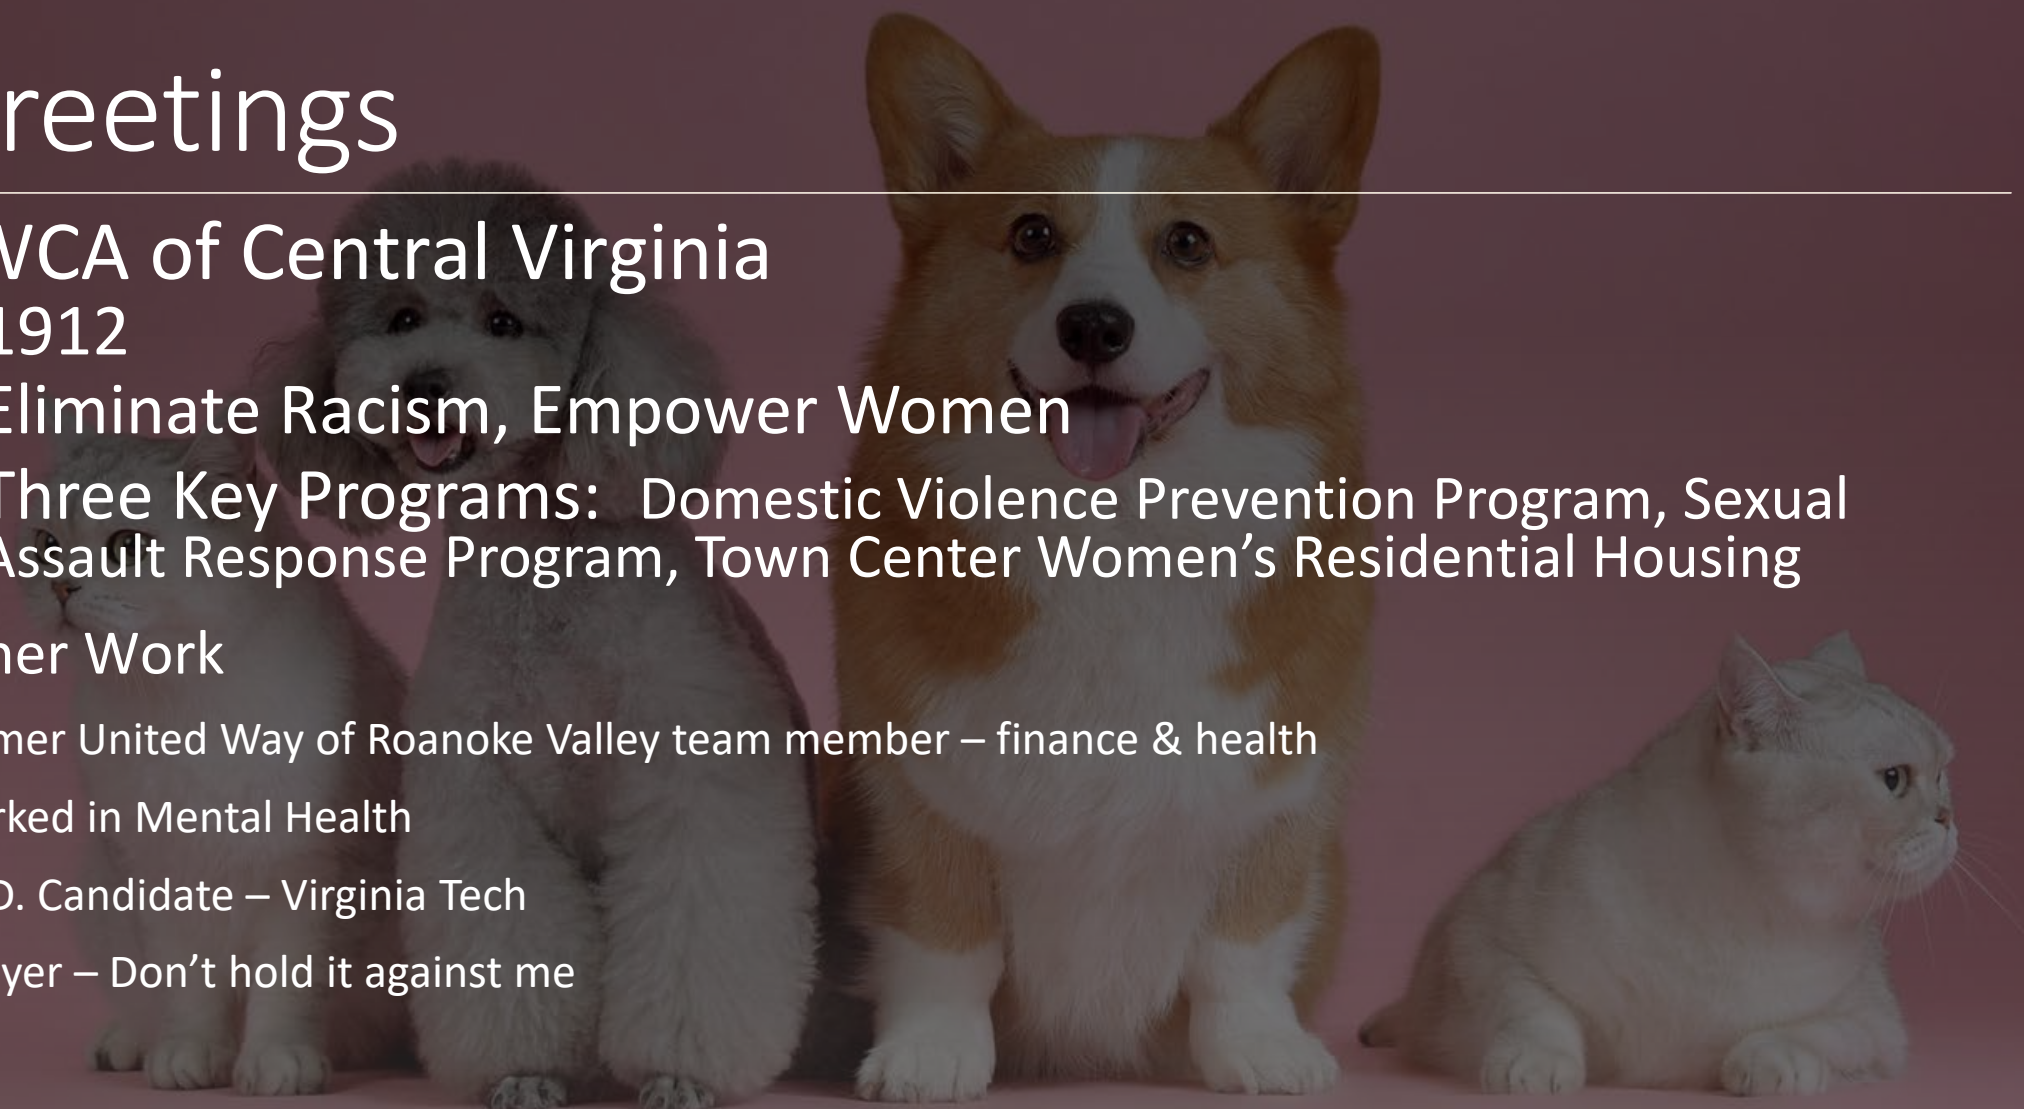 reetings
WCA of Central Virginia
1912
Eliminate Racism, Empower Women
Three Key Programs: Domestic Violence Prevention Program, Sexual
Assault Response Program, Town Center Women’s Residential Housing
her Work
mer United Way of Roanoke Valley team member – finance & health
rked in Mental Health
D. Candidate – Virginia Tech
yer – Don’t hold it against me